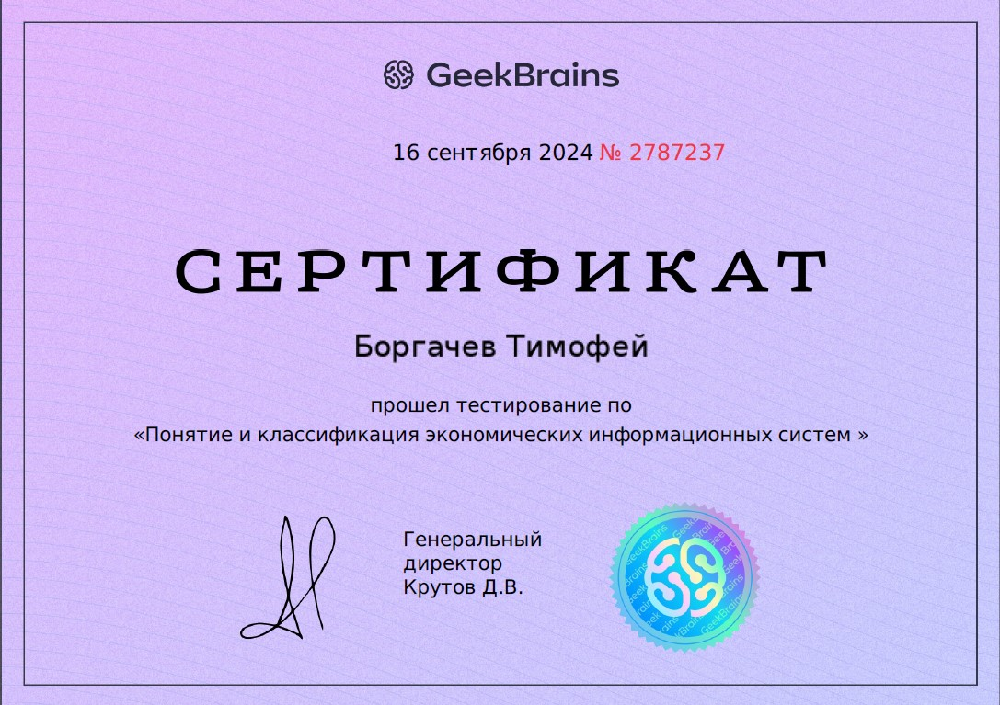 GeekBrains
16 сентября 2024 № 2787237
СЕРТИФИКАТ
Боргачев Тимофей
прошел тестирование по
«Понятие и классификация экономических информационных систем »
Генеральный
директор
Крутов Д.В.
GeekBrains
GeekBrains